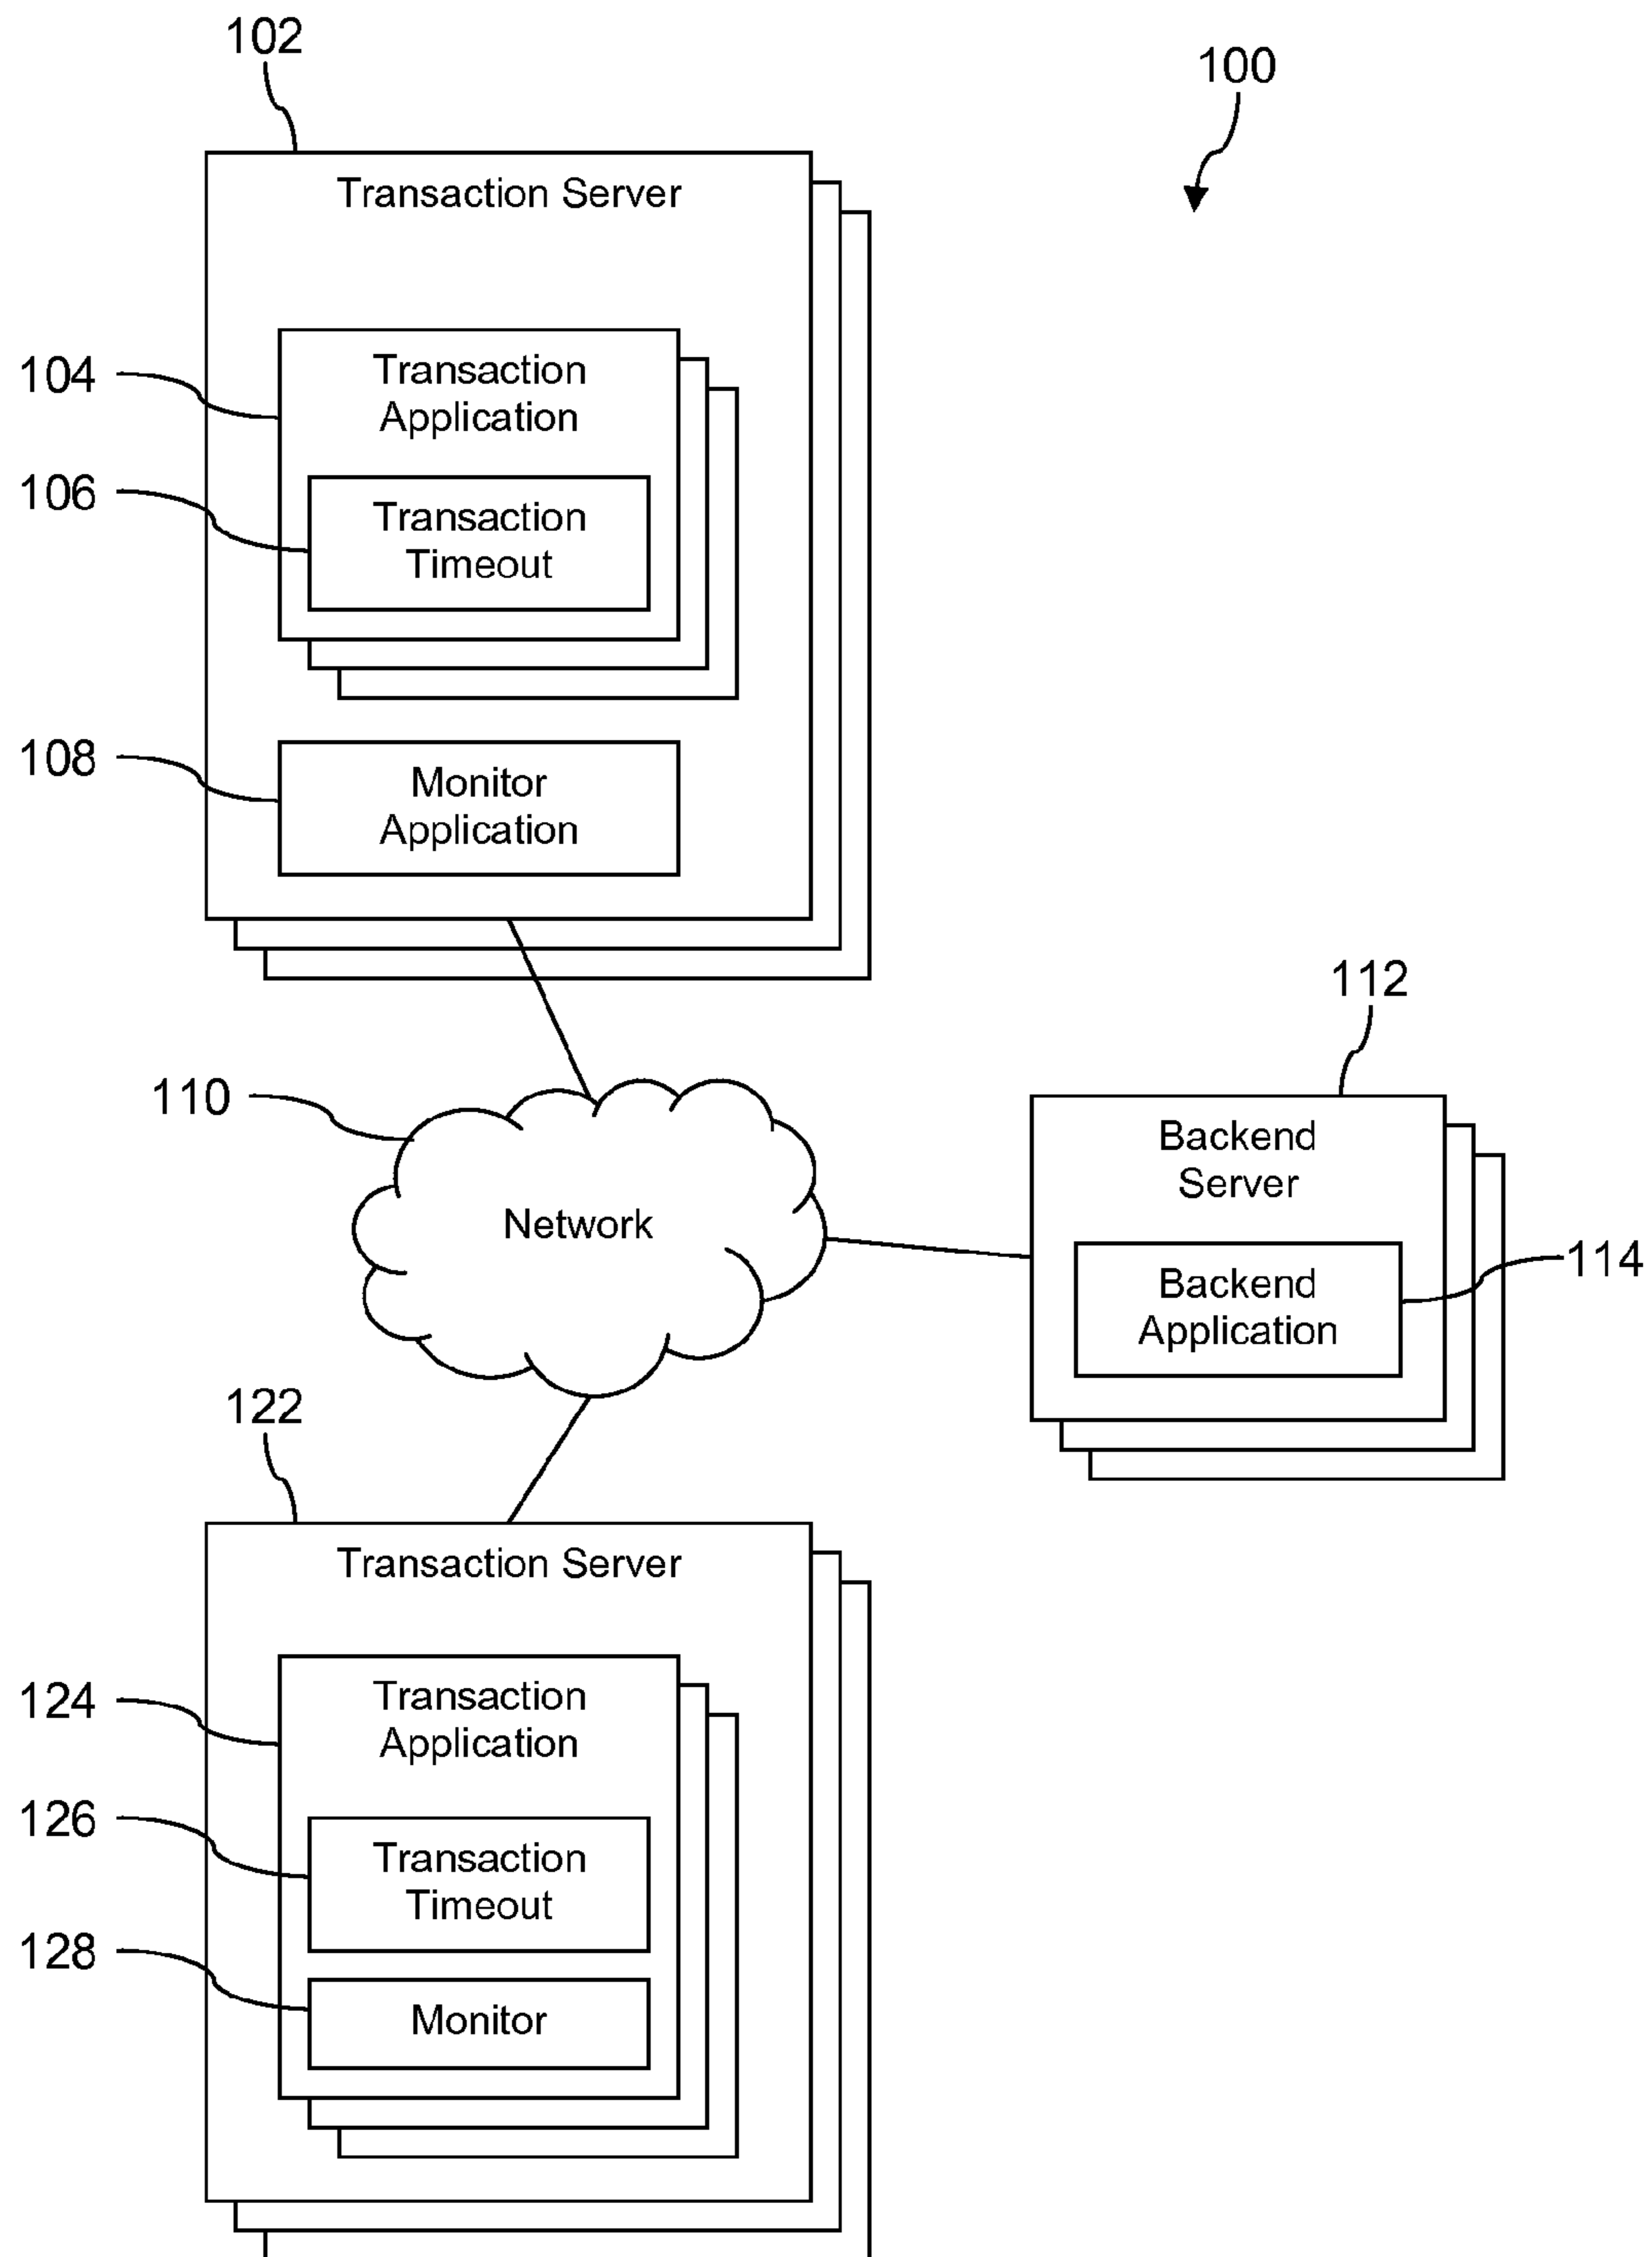 102
100
Transaction Server
104
Transaction
Application
106
Transaction
Timeout
108
Monitor
Application
112
110
Backend
Server
Network
114
Backend
Application
122
Transaction Server
124
Transaction
Application
126
Transaction
Timeout
128
Monitor